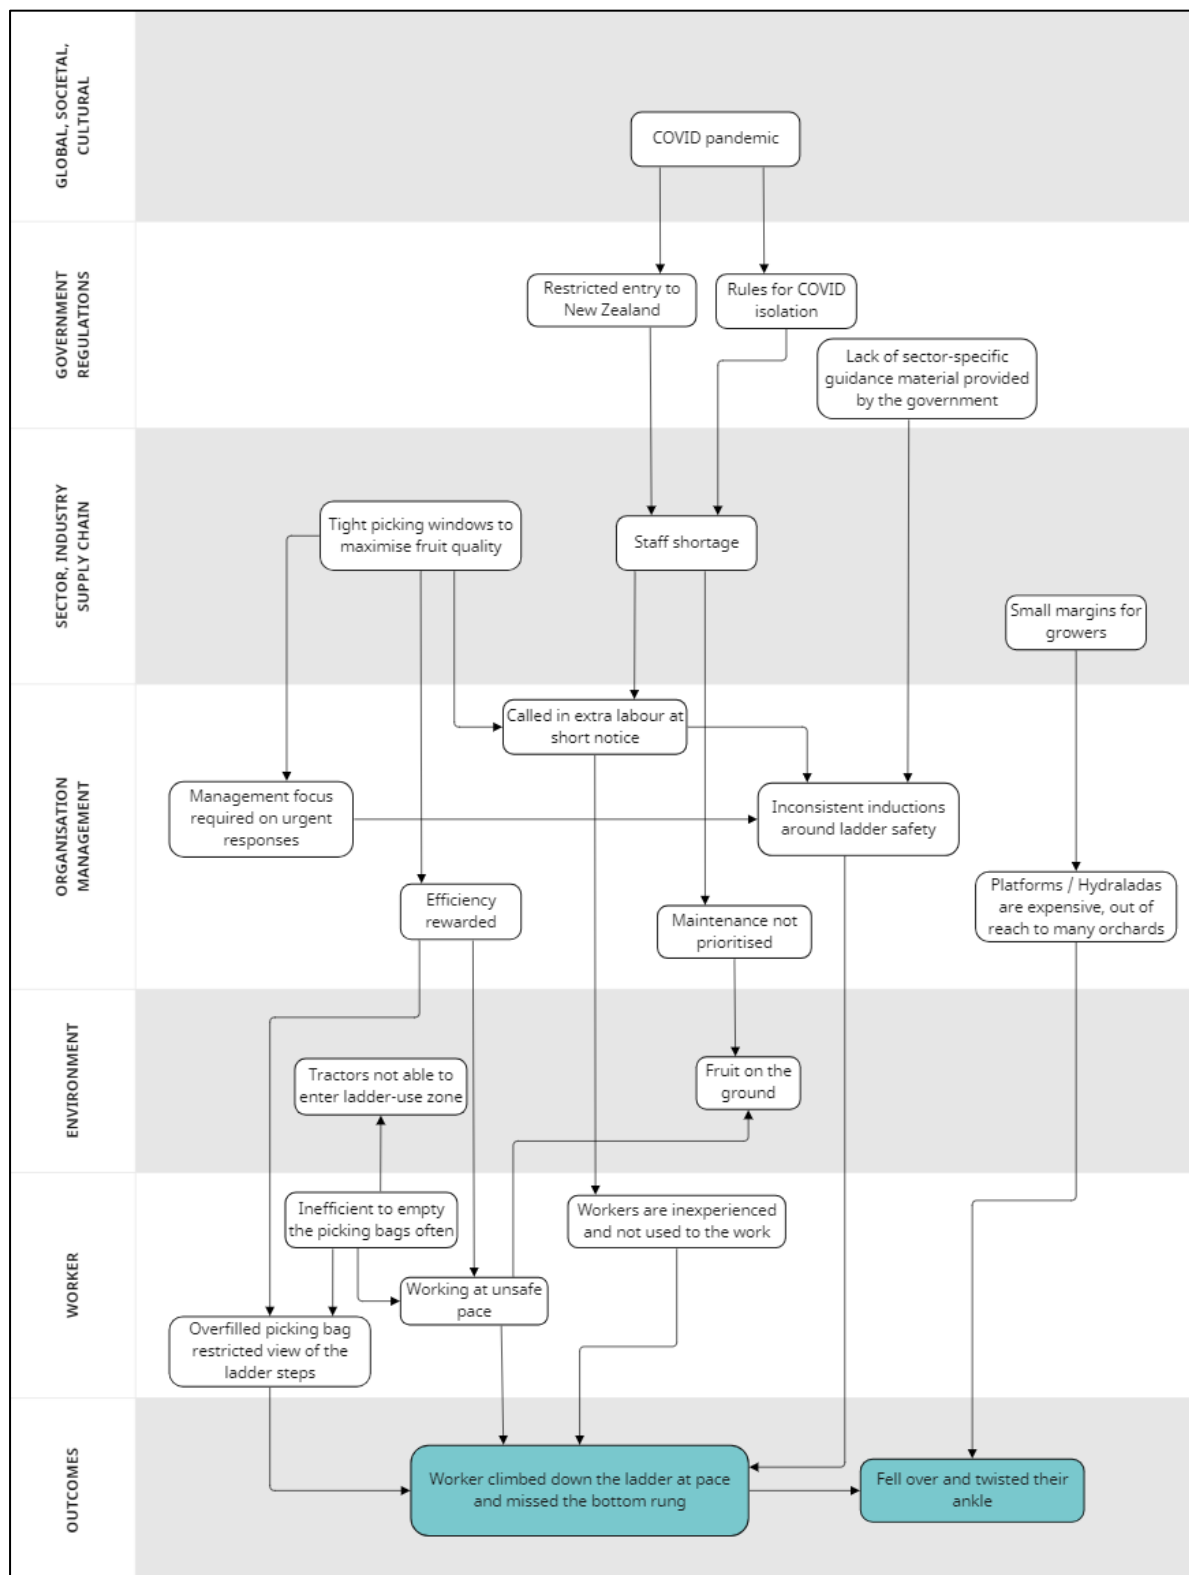 GLOBAL, SOCIETAL,
CULTURAL
COVID pandemic
GOVERNMENT
REGULATIONS
Restricted entry to
New Zealand
Rules for COVID
isolation
Lack of sector-specific
guidance material provided
by the government
SECTOR, INDUSTRY
SUPPLY CHAIN
Tight picking windows to
maximise fruit quality
Staff shortage
Small margins for
growers
ORGANISATION
MANAGEMENT
Called in extra labour at
short notice
Management focus
required on urgent
responses
Inconsistent inductions
around ladder safety
Efficiency
rewarded
Maintenance not
prioritised
Platforms / Hydraladas
are expensive, out of
reach to many orchards
ENVIRONMENT
Tractors not able to
enter ladder-use zone
Fruit on the
ground
WORKER
Inefficient to empty
the picking bags often
Workers are inexperienced
and not used to the work
Working at unsafe
pace
Overfilled picking bag
restricted view of the
ladder steps
OUTCOMES
Worker climbed down the ladder at pace
and missed the bottom rung
Fell over and twisted their
ankle